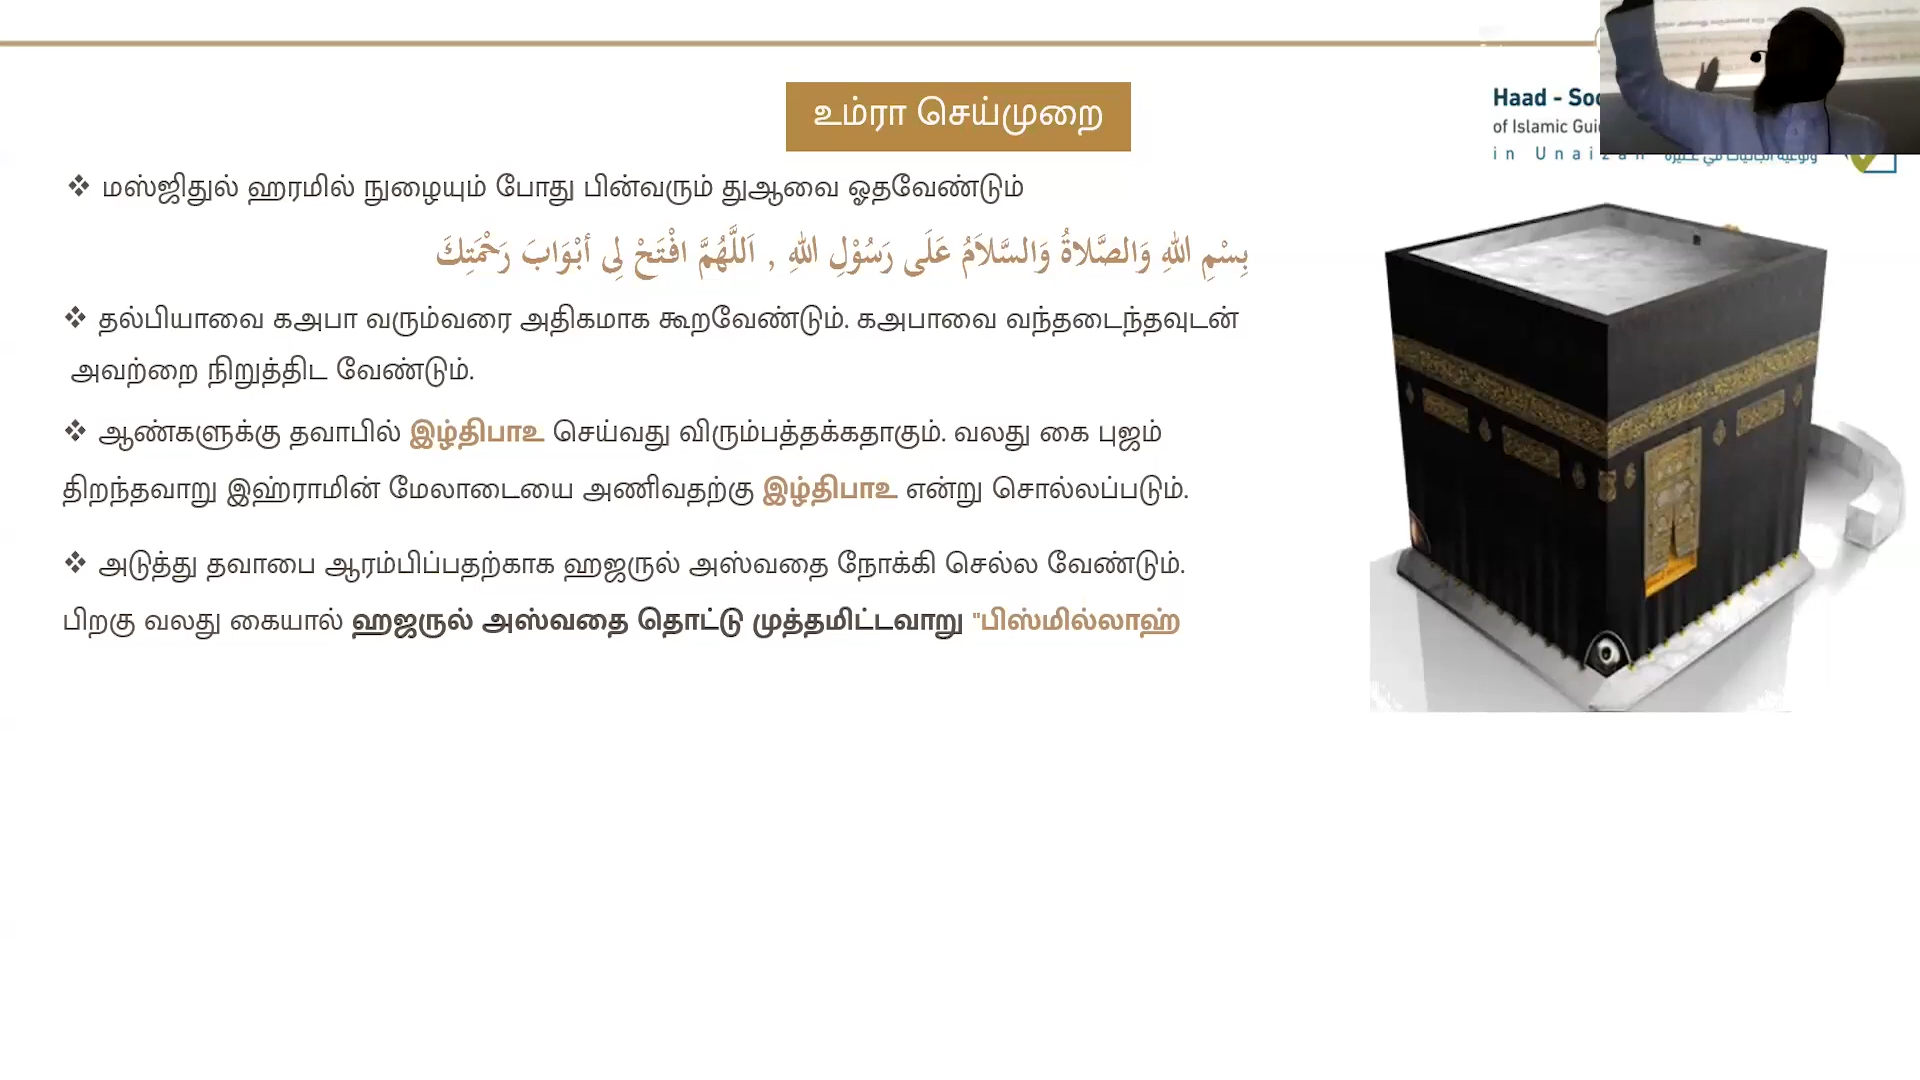 உம்ரா செய்முறை
Haad - Soc
of Islamic Gui
in Unaizah
❖ மஸ்ஜிதுல் ஹரமில் நுழையும் போது பின்வரும் துஆவை ஓதவேண்டும்
بِسْمِ اللهِ وَالصَّلاةُ وَالسَّلاَمُ عَلَى رَسُوْلِ اللهِ , اَللَّهُمَّ افْتَحْ لِى أبْوَابَ رَحْمَتِكَ
❖ தல்பியாவை கஅபா வரும்வரை அதிகமாக கூறவேண்டும். கஅபாவை வந்தடைந்தவுடன்
அவற்றை நிறுத்திட வேண்டும்.
❖ ஆண்களுக்கு தவாபில் இழ்திபாஉ செய்வது விரும்பத்தக்கதாகும். வலது கை புஜம்
திறந்தவாறு இஹ்ராமின் மேலாடையை அணிவதற்கு இழ்திபாஉ என்று சொல்லப்படும்.
❖ அடுத்து தவாபை ஆரம்பிப்பதற்காக ஹஜருல் அஸ்வதை நோக்கி செல்ல வேண்டும்.
பிறகு வலது கையால் ஹஜருல் அஸ்வதை தொட்டு முத்தமிட்டவாறு "பிஸ்மில்லாஹ்